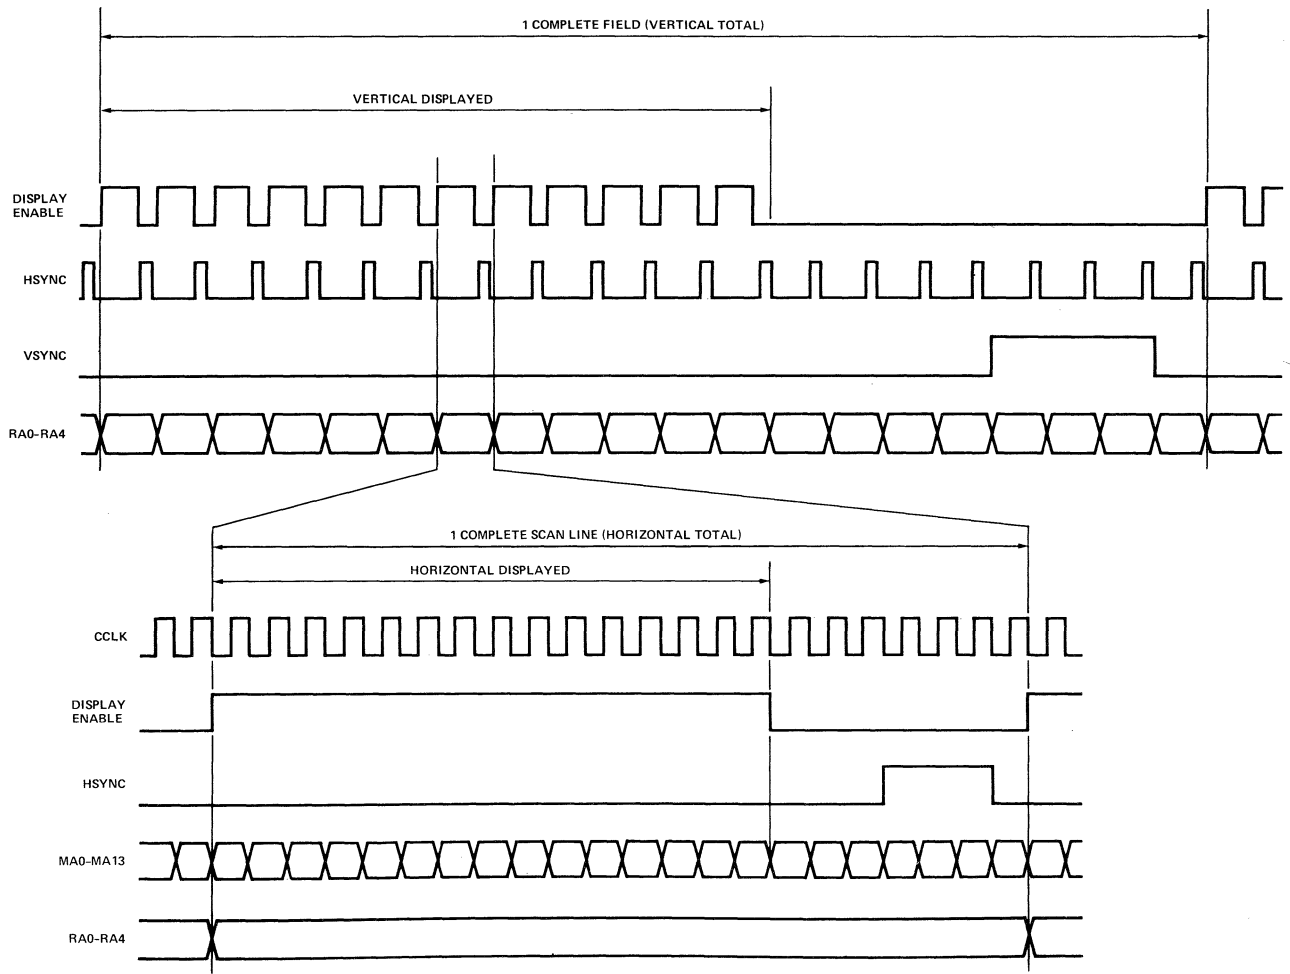 1 COMPLETE FIELD (VERTICAL TOTAL)
VERTICAL DISPLAYED
DISPLAY
ENABLE
HSYNC
VSYNC
RA0-RA4
1 COMPLETE SCAN LINE (HORIZONTAL TOTAL)
HORIZONTAL DISPLAYED
CCLK
DISPLAY
ENABLE
HSYNC
MA0-MA13
RA0-RA4